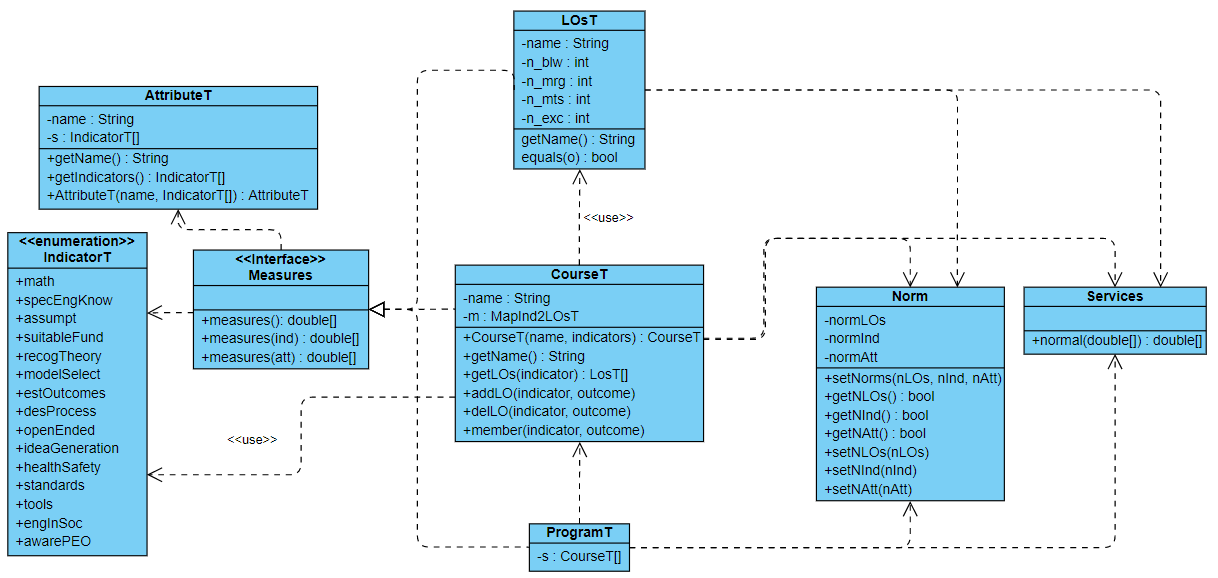 LOsT
-name : String
-n_blw : int
-n_mrg : int
-n_mts : int
-n_exc : int
getName() : String
equals(o) : bool
AttributeT
-name : String
-s : IndicatorT[]
+getName() : String
+getIndicators() : IndicatorT[]
+AttributeT(name, IndicatorT[]) : AttributeT
<<use>>
<<enumeration>>
IndicatorT
+math
+specEngKnow
+assumpt
+suitableFund
+recogTheory
+modelSelect
+estOutcomes
+desProcess
+openEnded
+ideaGeneration
+healthSafety
+standards
+tools
+engInSoc
+awarePEO
<<Interface>>
Measures
+measures(): double[]
+measures(ind) : double[]
+measures(att) : double[]
<<use>>
CourseT
-name : String
-m : MapInd2LOsT
+CourseT(name, indicators) : CourseT
+getName() : String
+getLOs(indicator) : LosT[]
+addLO(indicator, outcome)
+delLO(indicator, outcome)
+member(indicator, outcome)
Norm
-normLOs
-normInd
-normAtt
+setNorms(nLOs, nInd, nAtt)
+getNLOs() : bool
+getNInd() : bool
+getNAtt() : bool
+setNLOs(nLOs)
+setNInd(nInd)
+setNAtt(nAtt)
Services
+normal(double[]) : double[]
ProgramT
-s : CourseT[]